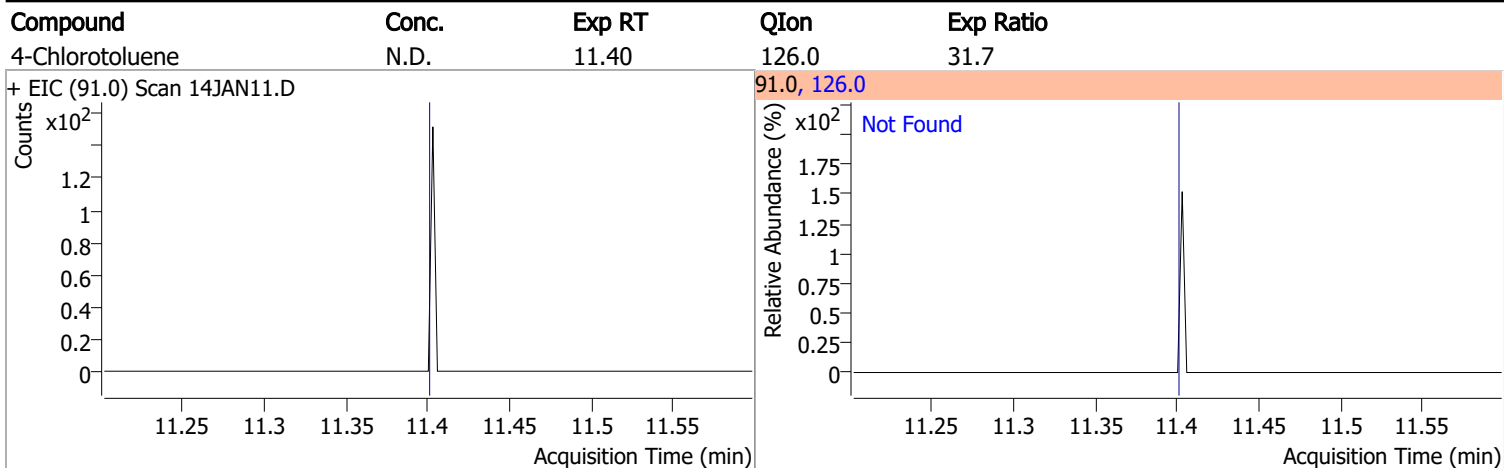 Compound Conc. Exp RT QIon Exp Ratio
4-Chlorotoluene N.D. 11.40 126.0 31.7
+ EIC (91.0) Scan 14JAN11.D
Counts
x10²
1.2
1
0.8
0.6
0.4
0.2
0
11.25 11.3 11.35 11.4 11.45 11.5 11.55
Acquisition Time (min)
91.0, 126.0
Relative Abundance (%)
x10²
Not Found
1.75
1.5
1.25
1
0.75
0.5
0.25
0
11.25 11.3 11.35 11.4 11.45 11.5 11.55
Acquisition Time (min)